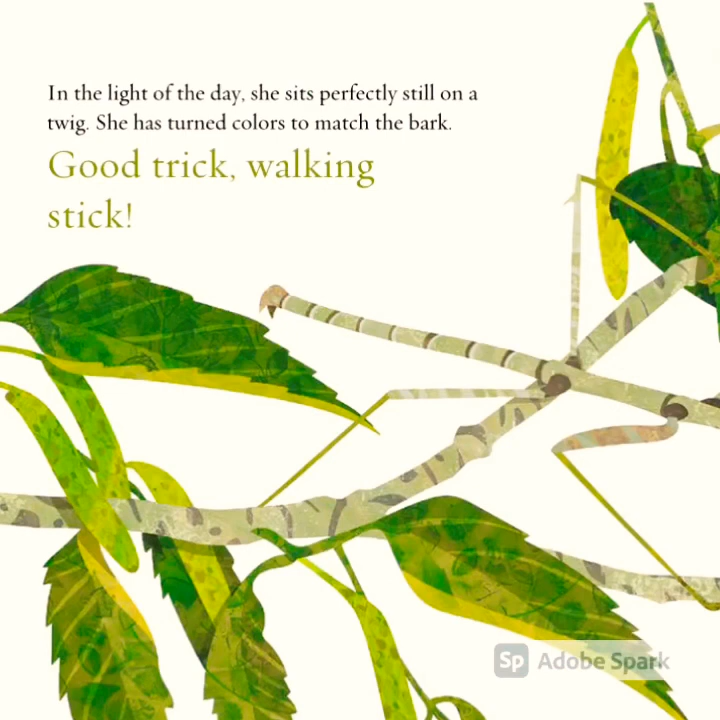 In the light of the day, she sits perfectly still on a
twig. She has turned colors to match the bark.
Good trick, walking
stick!
Sp Adobe Spark